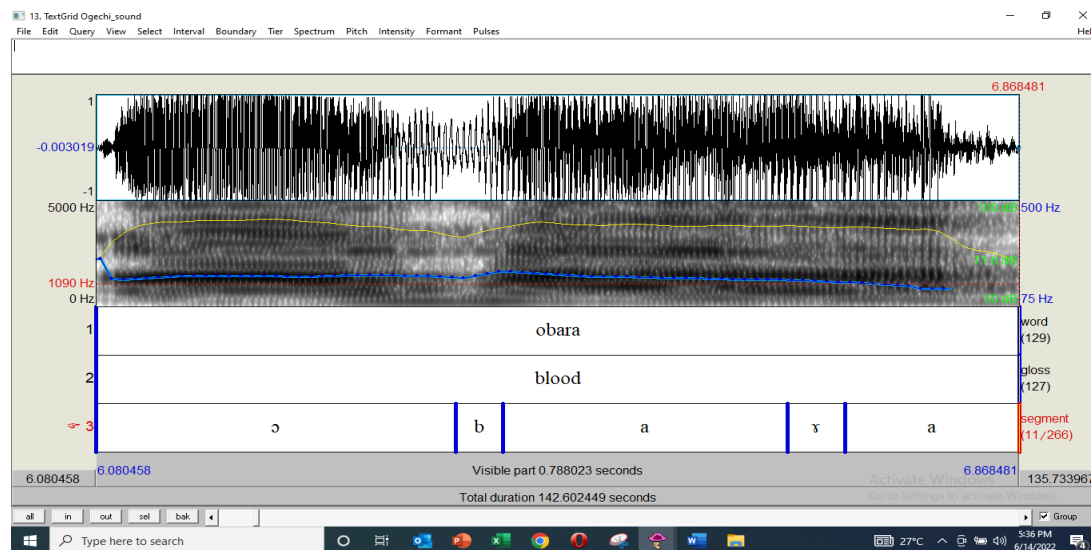 13. TextGrid Ogechi_sound
File Edit Query View Select Interval Boundary Tier Spectrum Pitch Intensity Formant Pulses Hel
6.868481
1
-0.003019
-1
5000 Hz 500 Hz
1090 Hz
0 Hz 75 Hz
1 obara word
(129)
2 blood gloss
(127)
3 ɔ b a ɤ a segment
(11/266)
6.080458 6.080458 Visible part 0.788023 seconds 6.868481 135.733967
Total duration 142.602449 seconds
Activate Windows
Go to Settings to activate Windows.
all in out sel bak Group
Type here to search 27°C 5:36 PM
6/14/2022